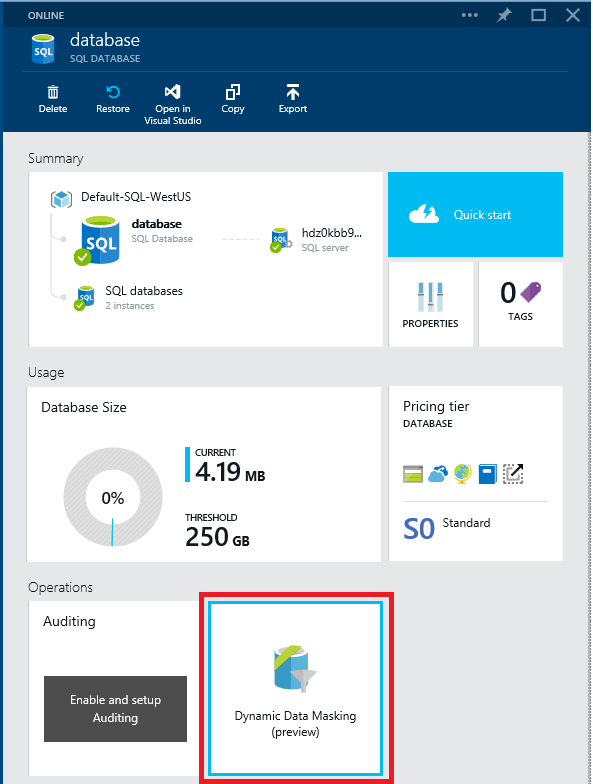 ONLINE
database
SQL DATABASE
Delete
Restore
Open in
Visual Studio
Copy
Export
Summary
Default-SQL-WestUS
SQL
database
SQL Database
hdz0kbb9...
SQL server
SQL databases
2 instances
Quick start
PROPERTIES
0
TAGS
Usage
Database Size
0%
CURRENT
4.19 MB
THRESHOLD
250 GB
Pricing tier
DATABASE
S0 Standard
Operations
Auditing
Enable and setup
Auditing
Dynamic Data Masking
(preview)